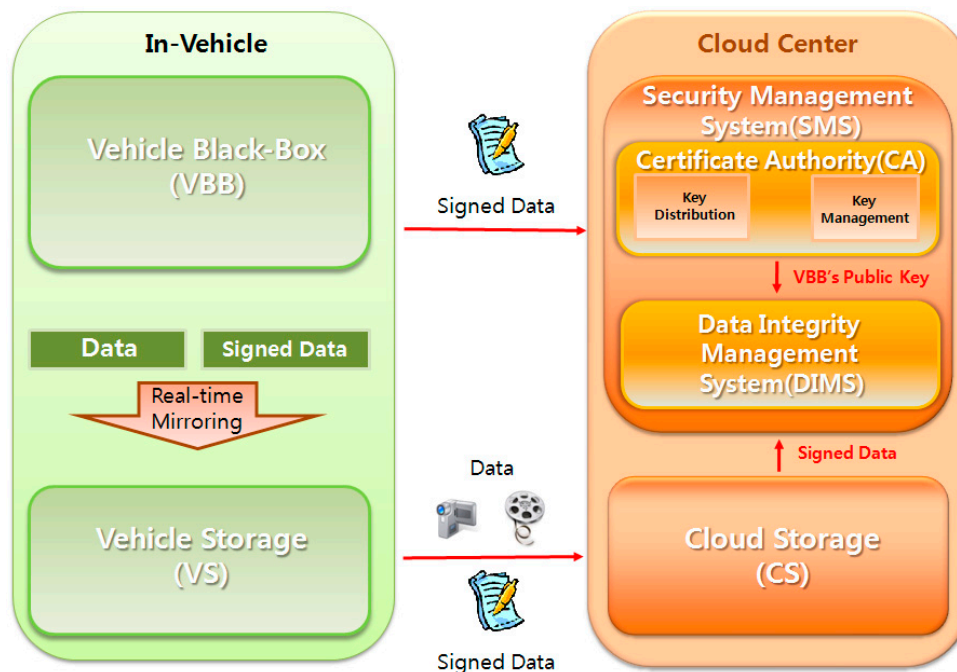 In-Vehicle
Vehicle Black-Box
(VBB)
Data
Signed Data
Real-time
Mirroring
Vehicle Storage
(VS)
Signed Data
Data
Signed Data
Cloud Center
Security Management
System(SMS)
Certificate Authority(CA)
Key
Distribution
Key
Management
VBB's Public Key
Data Integrity
Management
System(DIMS)
Signed Data
Cloud Storage
(CS)